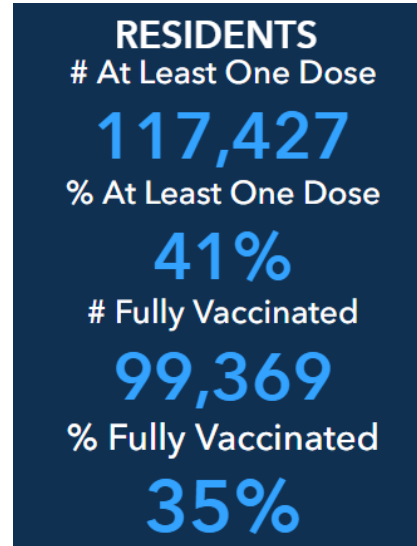 RESIDENTS
# At Least One Dose
117,427
% At Least One Dose
41%
# Fully Vaccinated
99,369
% Fully Vaccinated
35%